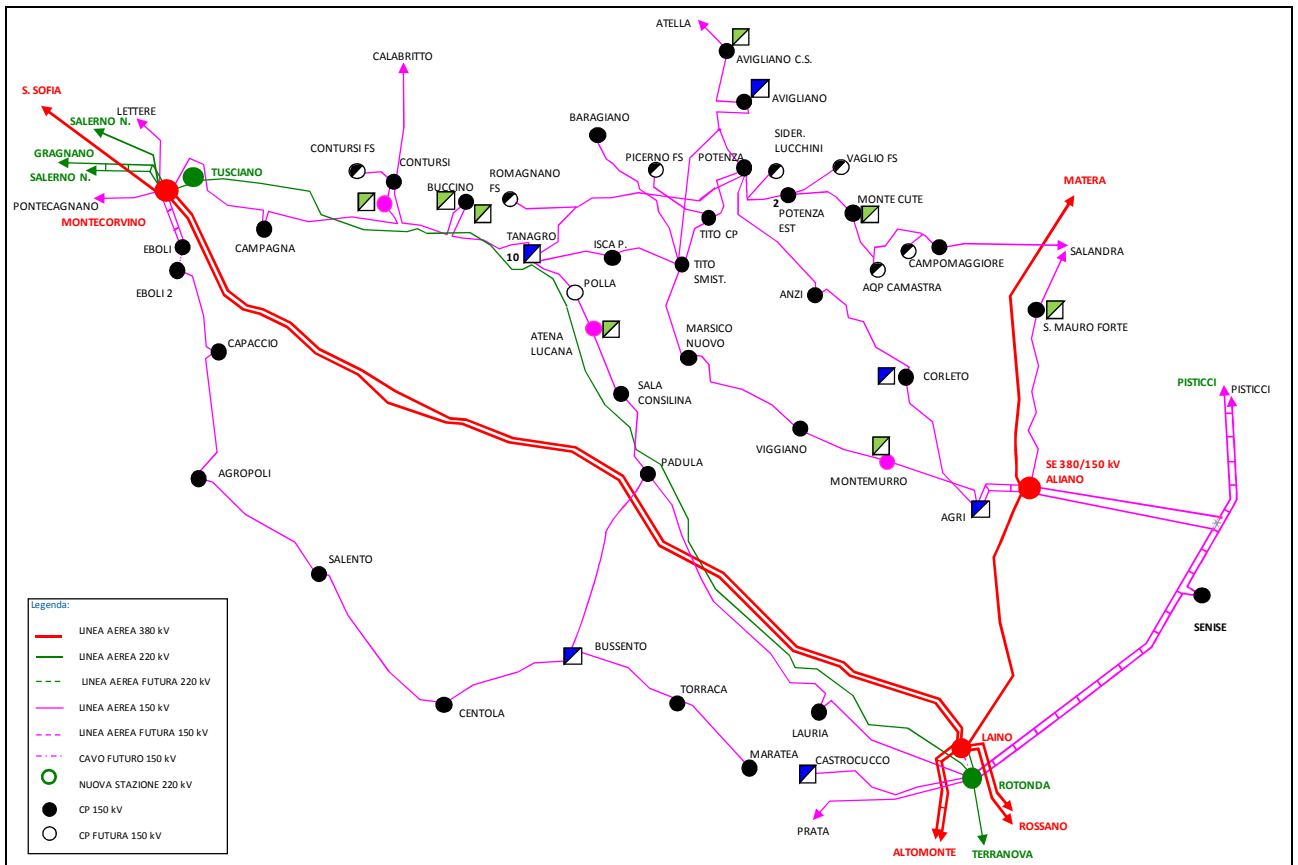 ATELLA
AVIGLIANO C.S.
CALABRITTO
S. SOFIA
LETTERE
SALERNO N.
AVIGLIANO
BARAGIANO
SIDER.
LUCCHINI
GRAGNANO
SALERNO N.
TUSCIANO
CONTURSI FS
CONTURSI
PICERNO FS
POTENZA
VAGLIO FS
ROMAGNANO
FS
BUCCINO
MATERA
PONTECAGNANO
MONTECORVINO
2
POTENZA
EST
MONTE CUTE
CAMPAGNA
EBOLI
EBOLI 2
TANAGRO
10
ISCA P.
TITO CP
TITO
SMIST.
CAMPOMAGGIORE
AQP CAMASTRA
SALANDRA
POLLA
ANZI
ATENA
LUCANA
MARSICO
NUOVO
S. MAURO FORTE
CAPACCIO
CORLETO
SALA
CONSILINA
PISTICCI
PISTICCI
VIGGIANO
PADULA
MONTEMURRO
SE 380/150 kV
ALIANO
AGROPOLI
AGRI
SALENTO
SENISE
BUSSENTO
TORRACA
CENTOLA
LAURIA
LAINO
MARATEA
CASTROCUCCO
ROTONDA
PRATA
ROSSANO
ALTOMONTE
TERRANOVA
Legenda:
LINEA AEREA 380 kV
LINEA AEREA 220 kV
LINEA AEREA FUTURA 220 kV
LINEA AEREA 150 kV
LINEA AEREA FUTURA 150 kV
CAVO FUTURO 150 kV
NUOVA STAZIONE 220 kV
CP 150 kV
CP FUTURA 150 kV